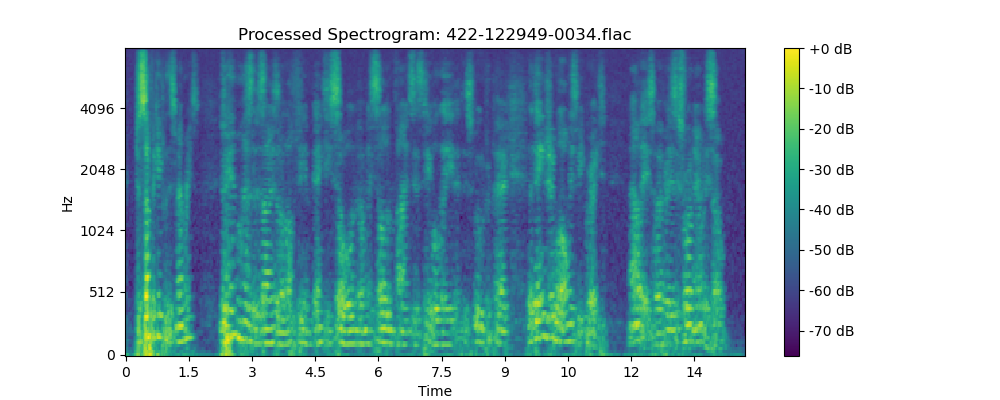 Processed Spectrogram: 422-122949-0034.flac
+0 dB
-10 dB
-20 dB
-30 dB
-40 dB
-50 dB
-60 dB
-70 dB
4096
2048
1024
512
0
Hz
0 1.5 3 4.5 6 7.5 9 10 12 14
Time